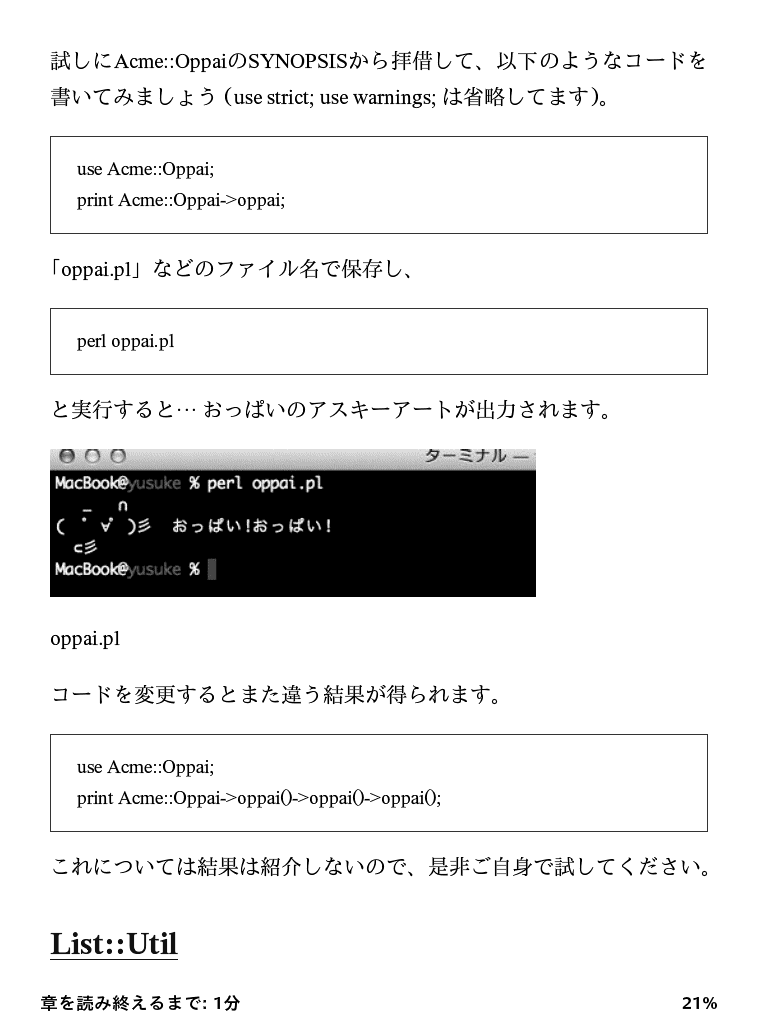 試しにAcme::OppaiのSYNOPSISから拝借して、以下のようなコードを
書いてみましょう (use strict; use warnings; は省略してます)。
use Acme::Oppai;
print Acme::Oppai->oppai;
「oppai.pl」などのファイル名で保存し、
perl oppai.pl
と実行すると… おっぱいのアスキーアートが出力されます。
ターミナル —
MacBook@yusuke % perl oppai.pl
_ ∩
( ゜∀゜)彡 おっぱい!おっぱい!
⊂彡
MacBook@yusuke %
oppai.pl
コードを変更するとまた違う結果が得られます。
use Acme::Oppai;
print Acme::Oppai->oppai()->oppai()->oppai();
これについては結果は紹介しないので、是非ご自身で試してください。
List::Util
章を読み終えるまで: 1分 21%